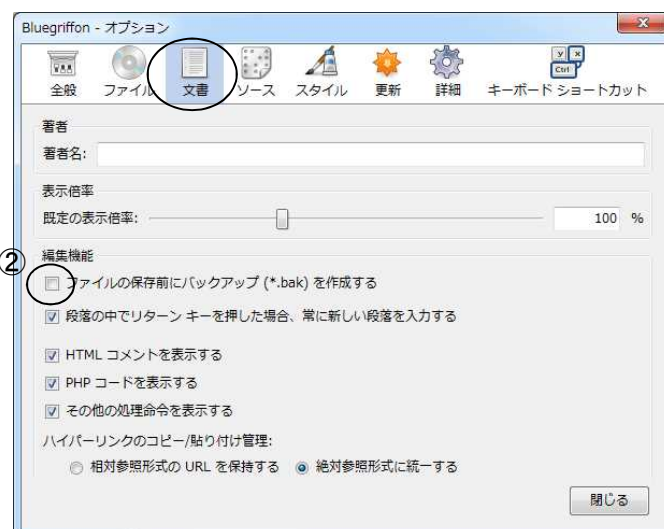 Bluegriffon - オプション
全般 ファイル 文書 ソース スタイル 更新 詳細 キーボード ショートカット
著者
著者名:
表示倍率
既定の表示倍率: 100 %
編集機能
②
ファイルの保存前にバックアップ (*.bak) を作成する
段落の中でリターン キーを押した場合、常に新しい段落を入力する
HTML コメントを表示する
PHP コードを表示する
その他の処理命令を表示する
ハイパーリンクのコピー/貼り付け管理:
相対参照形式の URL を保持する 絶対参照形式に統一する
閉じる